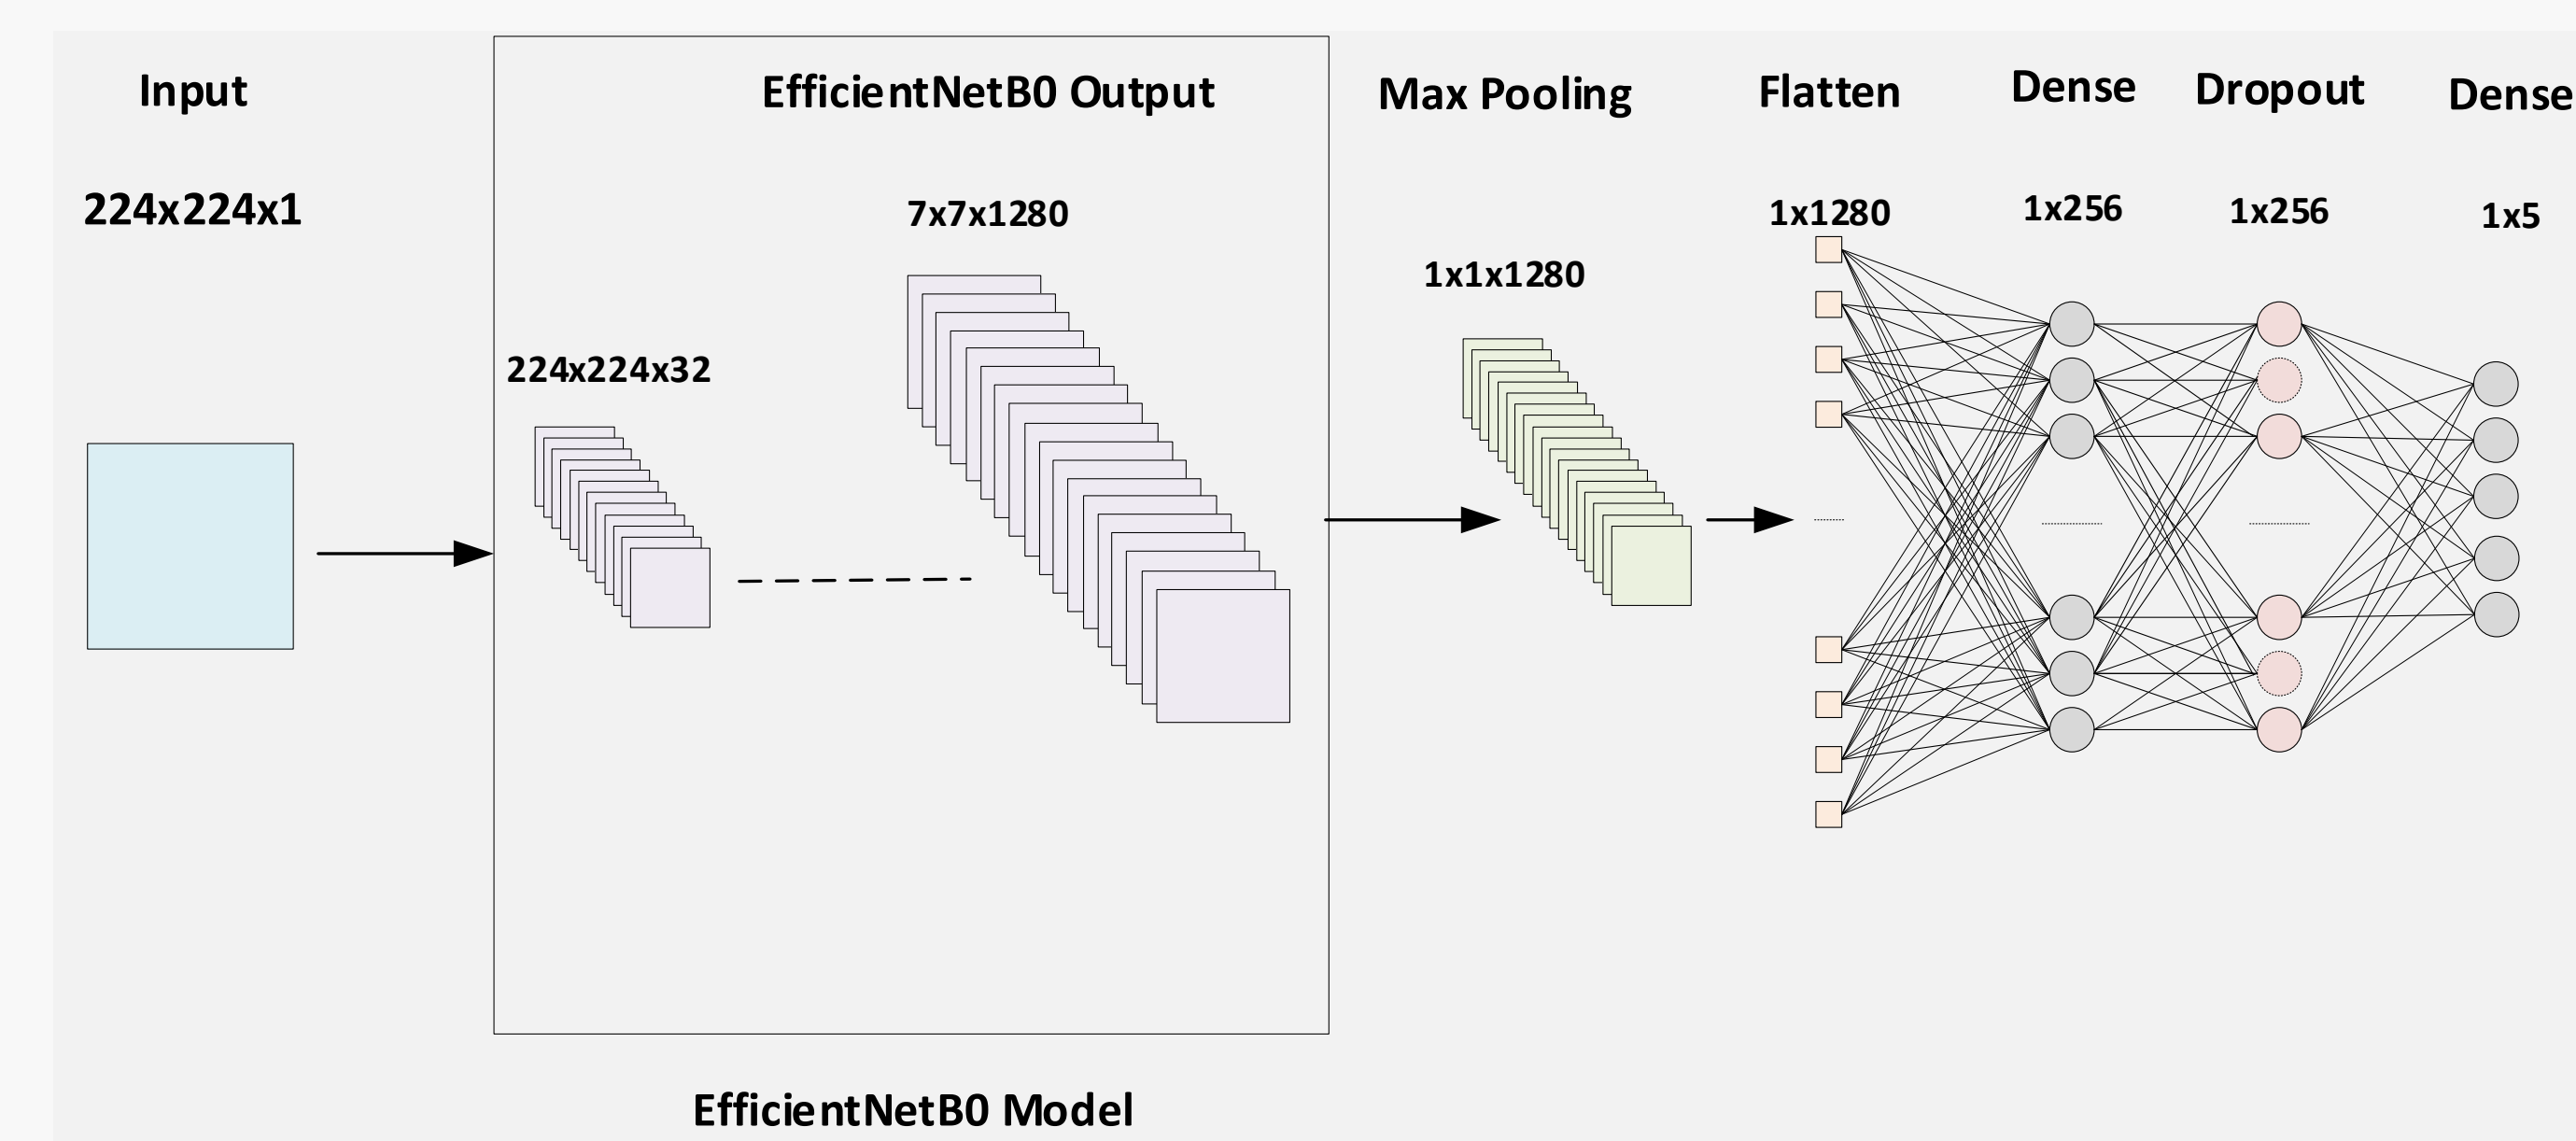 Input
EfficientNetB0 Output
Max Pooling
Flatten
Dense
Dropout
Dense
224x224x1
7x7x1280
1x1280
1x256
1x256
1x5
1x1x1280
224x224x32
EfficientNetB0 Model